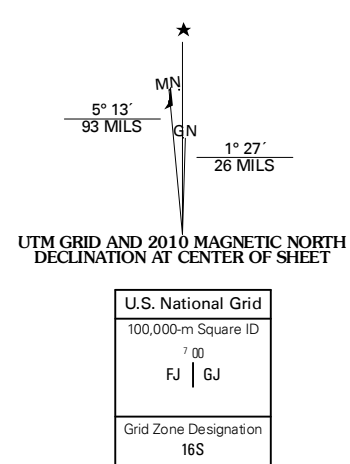 MN
5° 13´
93 MILS
GN
1° 27´
26 MILS
UTM GRID AND 2010 MAGNETIC NORTH
DECLINATION AT CENTER OF SHEET
U.S. National Grid
100,000-m Square ID
7 00
FJ GJ
Grid Zone Designation
16S